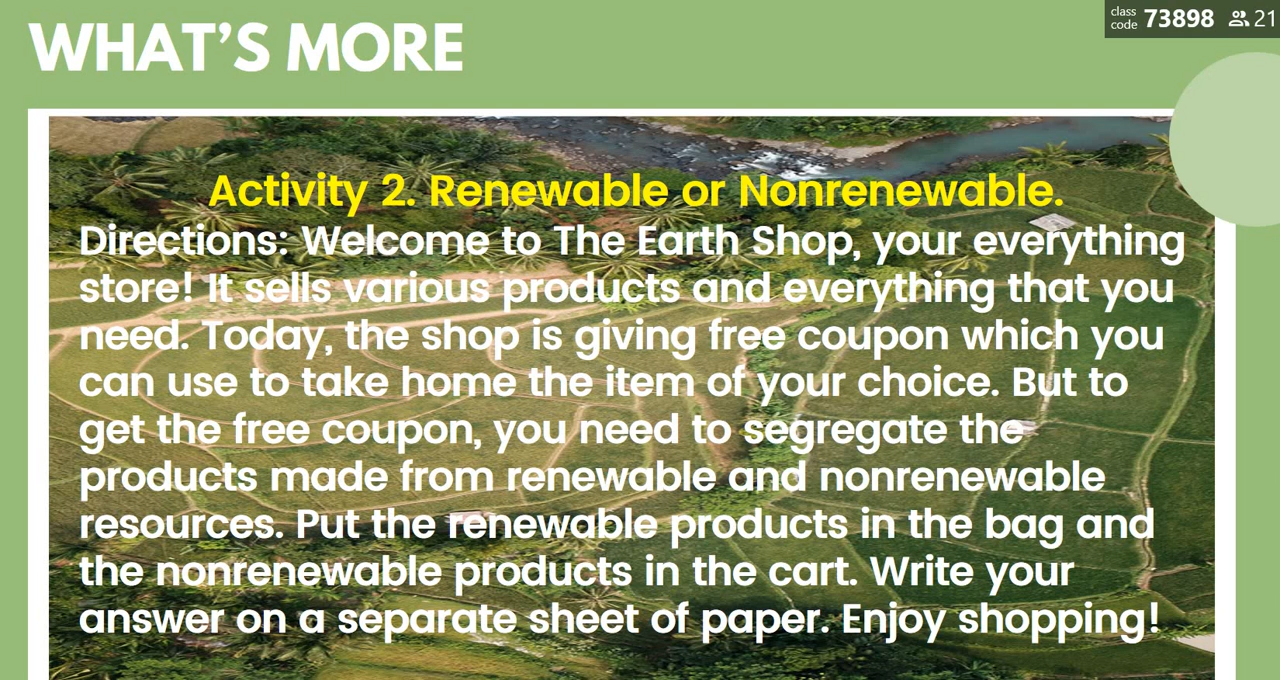 WHAT'S MORE
class
code 73898 21
Activity 2. Renewable or Nonrenewable.
Directions: Welcome to The Earth Shop, your everything
store! It sells various products and everything that you
need. Today, the shop is giving free coupon which you
can use to take home the item of your choice. But to
get the free coupon, you need to segregate the
products made from renewable and nonrenewable
resources. Put the renewable products in the bag and
the nonrenewable products in the cart. Write your
answer on a separate sheet of paper. Enjoy shopping!